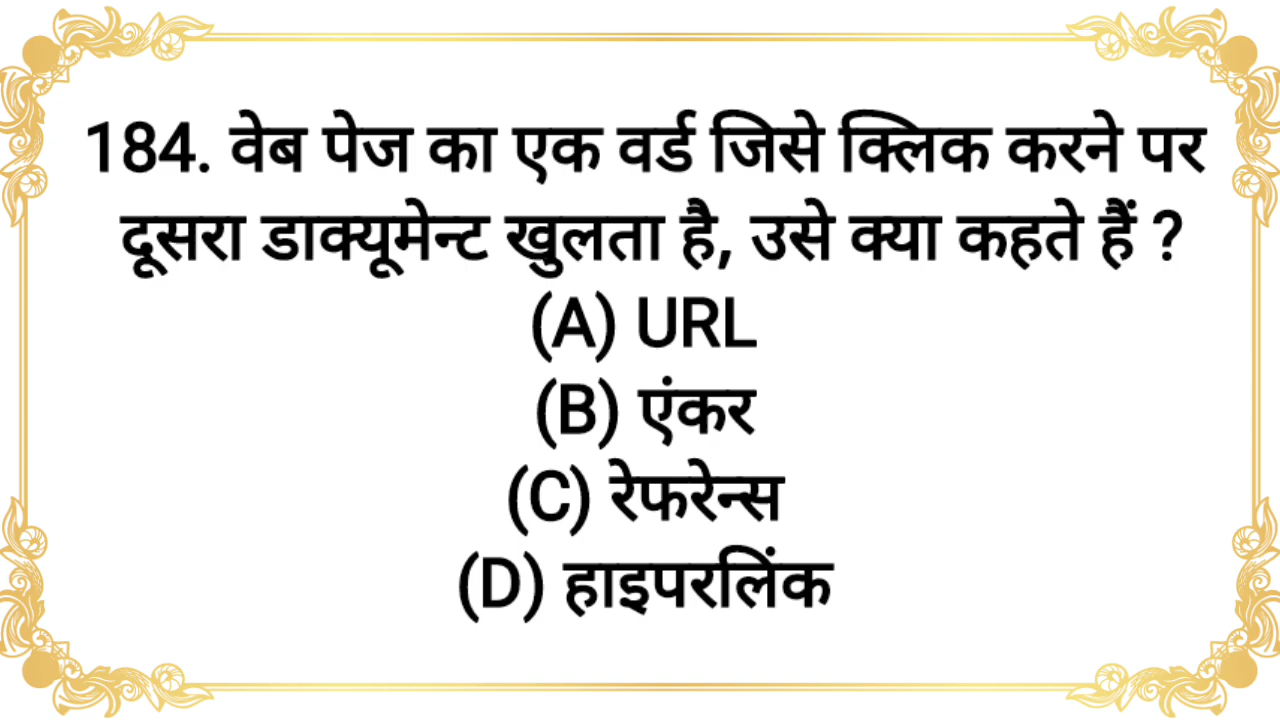 184. वेब पेज का एक वर्ड जिसे क्लिक करने पर
दूसरा डाक्यूमेन्ट खुलता है, उसे क्या कहते हैं ?
(A) URL
(B) एंकर
(C) रेफरेन्स
(D) हाइपरलिंक